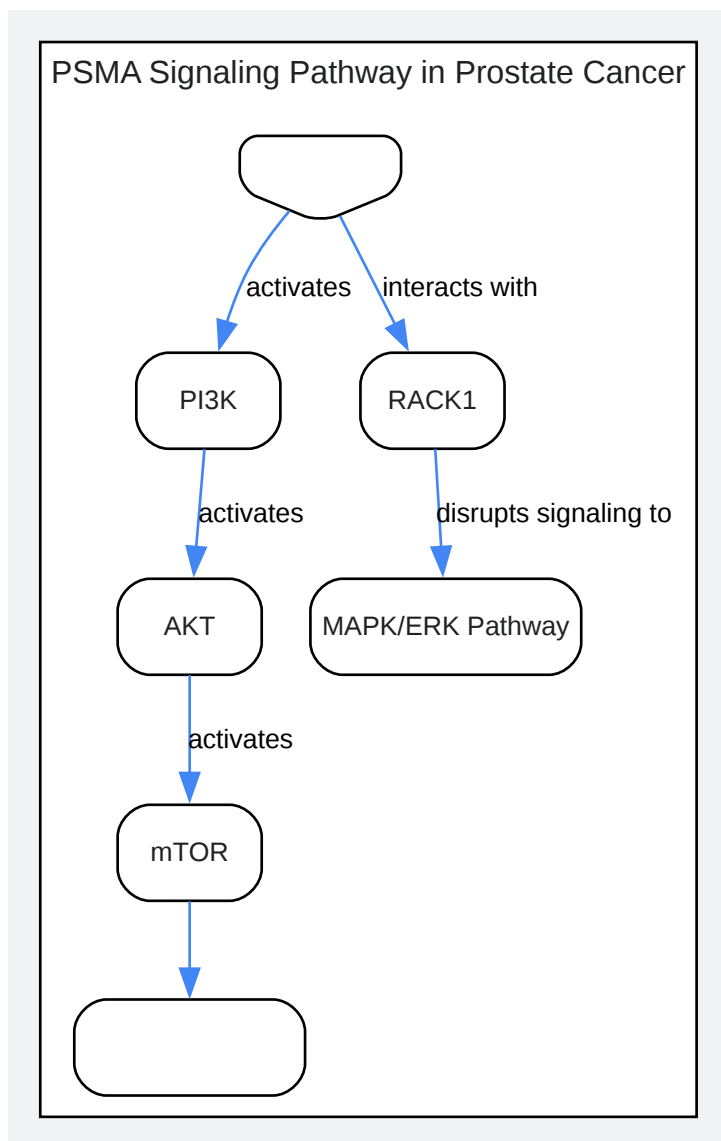 PSMA Signaling Pathway in Prostate Cancer
activates
interacts with
PI3K
RACK1
activates
disrupts signaling to
AKT
MAPK/ERK Pathway
activates
mTOR